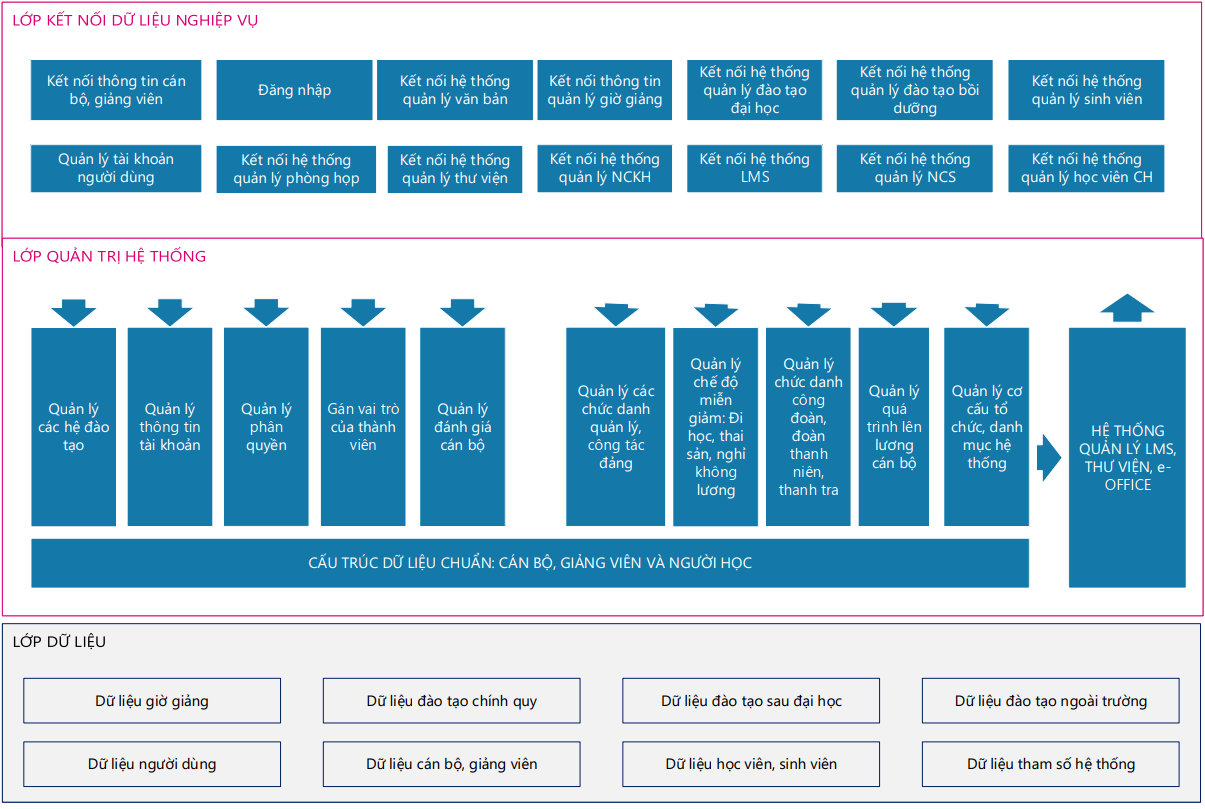 LỚP KẾT NỐI DỮ LIỆU NGHIỆP VỤ
Kết nối thông tin cán
bộ, giảng viên
Đăng nhập
Kết nối hệ thống
quản lý văn bản
Kết nối thông tin
quản lý giờ giảng
Kết nối hệ thống
quản lý đào tạo
đại học
Kết nối hệ thống
quản lý đào tạo bồi
dưỡng
Kết nối hệ thống
quản lý sinh viên
Quản lý tài khoản
người dùng
Kết nối hệ thống
quản lý phòng họp
Kết nối hệ thống
quản lý thư viện
Kết nối hệ thống
quản lý NCKH
Kết nối hệ thống
LMS
Kết nối hệ thống
quản lý NCS
Kết nối hệ thống
quản lý học viên CH
LỚP QUẢN TRỊ HỆ THỐNG
Quản lý
các hệ đào
tạo
Quản lý
thông tin
tài khoản
Quản lý
phân
quyền
Gán vai trò
của thành
viên
Quản lý
đánh giá
cán bộ
Quản lý các
chức danh
quản lý,
công tác
đảng
Quản lý
chế độ
miễn
giảm: Đi
học, thai
sản, nghỉ
không
lương
Quản lý
chức danh
công
đoàn,
đoàn
thanh
niên,
thanh tra
Quản lý
quá
trình lên
lương
cán bộ
Quản lý cơ
cấu tổ
chức, danh
mục hệ
thống
HỆ THỐNG
QUẢN LÝ LMS,
THƯ VIỆN, e-
OFFICE
CẤU TRÚC DỮ LIỆU CHUẨN: CÁN BỘ, GIẢNG VIÊN VÀ NGƯỜI HỌC
LỚP DỮ LIỆU
Dữ liệu giờ giảng
Dữ liệu đào tạo chính quy
Dữ liệu đào tạo sau đại học
Dữ liệu đào tạo ngoài trường
Dữ liệu người dùng
Dữ liệu cán bộ, giảng viên
Dữ liệu học viên, sinh viên
Dữ liệu tham số hệ thống